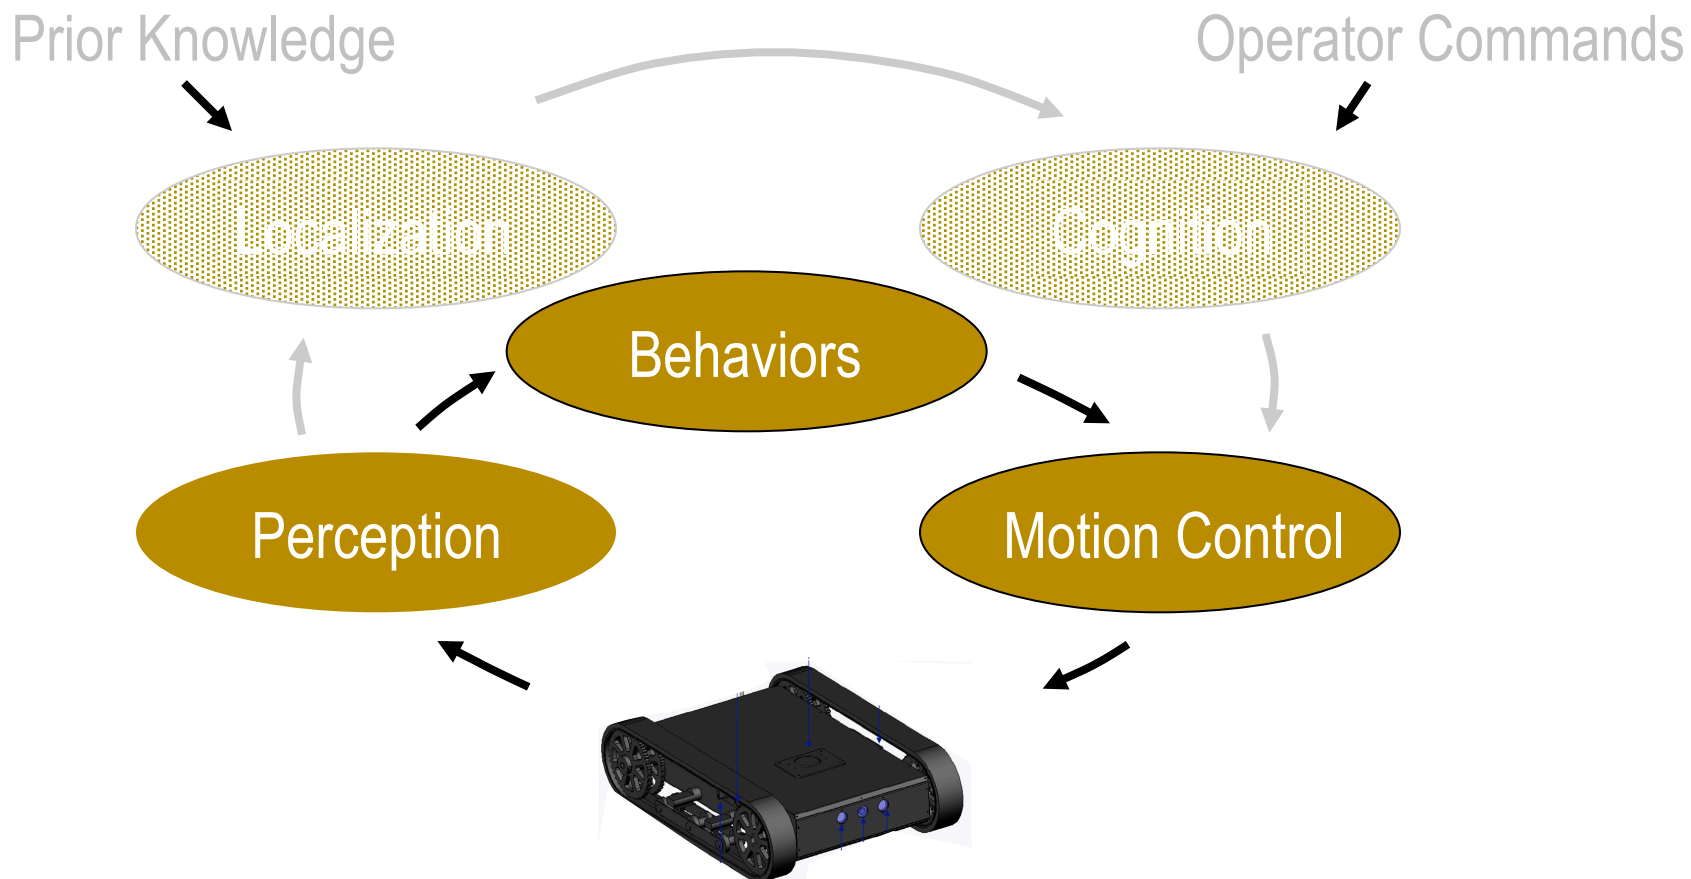 Prior Knowledge
Operator Commands
Localization
Cognition
Behaviors
Perception
Motion Control